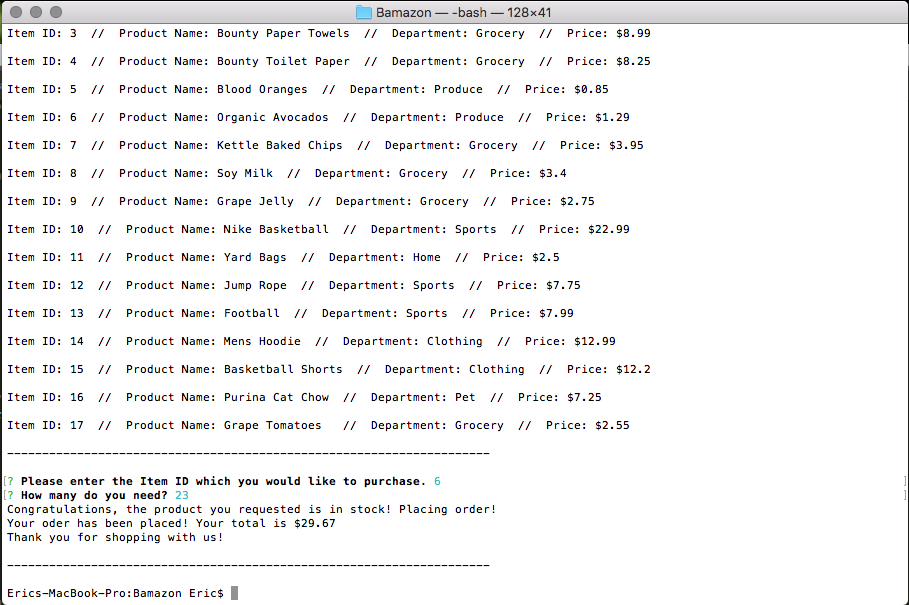 Bamazon — -bash — 128×41
Item ID: 3  //  Product Name: Bounty Paper Towels  //  Department: Grocery  //  Price: $8.99
Item ID: 4  //  Product Name: Bounty Toilet Paper  //  Department: Grocery  //  Price: $8.25
Item ID: 5  //  Product Name: Blood Oranges  //  Department: Produce  //  Price: $0.85
Item ID: 6  //  Product Name: Organic Avocados  //  Department: Produce  //  Price: $1.29
Item ID: 7  //  Product Name: Kettle Baked Chips  //  Department: Grocery  //  Price: $3.95
Item ID: 8  //  Product Name: Soy Milk  //  Department: Grocery  //  Price: $3.4
Item ID: 9  //  Product Name: Grape Jelly  //  Department: Grocery  //  Price: $2.75
Item ID: 10  //  Product Name: Nike Basketball  //  Department: Sports  //  Price: $22.99
Item ID: 11  //  Product Name: Yard Bags  //  Department: Home  //  Price: $2.5
Item ID: 12  //  Product Name: Jump Rope  //  Department: Sports  //  Price: $7.75
Item ID: 13  //  Product Name: Football  //  Department: Sports  //  Price: $7.99
Item ID: 14  //  Product Name: Mens Hoodie  //  Department: Clothing  //  Price: $12.99
Item ID: 15  //  Product Name: Basketball Shorts  //  Department: Clothing  //  Price: $12.2
Item ID: 16  //  Product Name: Purina Cat Chow  //  Department: Pet  //  Price: $7.25
Item ID: 17  //  Product Name: Grape Tomatoes   //  Department: Grocery  //  Price: $2.55
---------------------------------------------------------------------
[? Please enter the Item ID which you would like to purchase. 6 ]
[? How many do you need? 23 ]
Congratulations, the product you requested is in stock! Placing order!
Your oder has been placed! Your total is $29.67
Thank you for shopping with us!
---------------------------------------------------------------------
Erics-MacBook-Pro:Bamazon Eric$